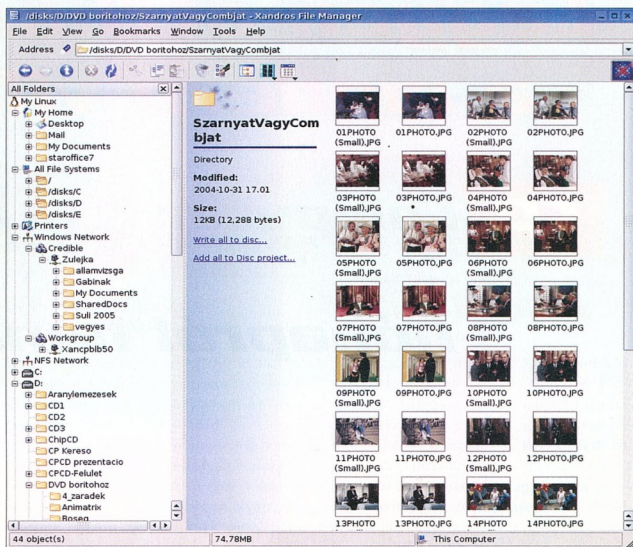 /disks/D/DVD boritohoz/SzarnyatVagyCombjat - Xandros File Manager
File Edit View Go Bookmarks Window Tools Help
Address /disks/D/DVD boritohoz/SzarnyatVagyCombjat
All Folders
My Linux
My Home
Desktop
Mail
My Documents
staroffice7
All File Systems
/
/disks/C
/disks/D
/disks/E
Printers
Windows Network
Credible
Zulejka
allamvizsga
Gabinak
My Documents
SharedDocs
Suli 2005
vegyes
Workgroup
Xancpblb50
NFS Network
C:
D:
Aranylemezesek
CD1
CD2
CD3
ChipCD
CP Kereso
CPCD prezentacio
CPCD-Felulet
DVD boritohoz
4_zaradek
Animatrix
Boseg
SzarnyatVagyCom
bjat
Directory
Modified:
2004-10-31 17.01
Size:
12KB (12,288 bytes)
Write all to disc...
Add all to Disc project...
01PHOTO 01PHOTO.JPG 02PHOTO 02PHOTO.JPG
(Small).JPG (Small).JPG
03PHOTO 03PHOTO.JPG 04PHOTO 04PHOTO.JPG
(Small).JPG (Small).JPG
05PHOTO 05PHOTO.JPG 06PHOTO 06PHOTO.JPG
(Small).JPG (Small).JPG
07PHOTO 07PHOTO.JPG 08PHOTO 08PHOTO.JPG
(Small).JPG (Small).JPG
09PHOTO 09PHOTO.JPG 10PHOTO 10PHOTO.JPG
(Small).JPG (Small).JPG
11PHOTO 11PHOTO.JPG 12PHOTO 12PHOTO.JPG
(Small).JPG (Small).JPG
13PHOTO 13PHOTO.JPG 14PHOTO 14PHOTO.JPG
44 object(s) 74.78MB This Computer